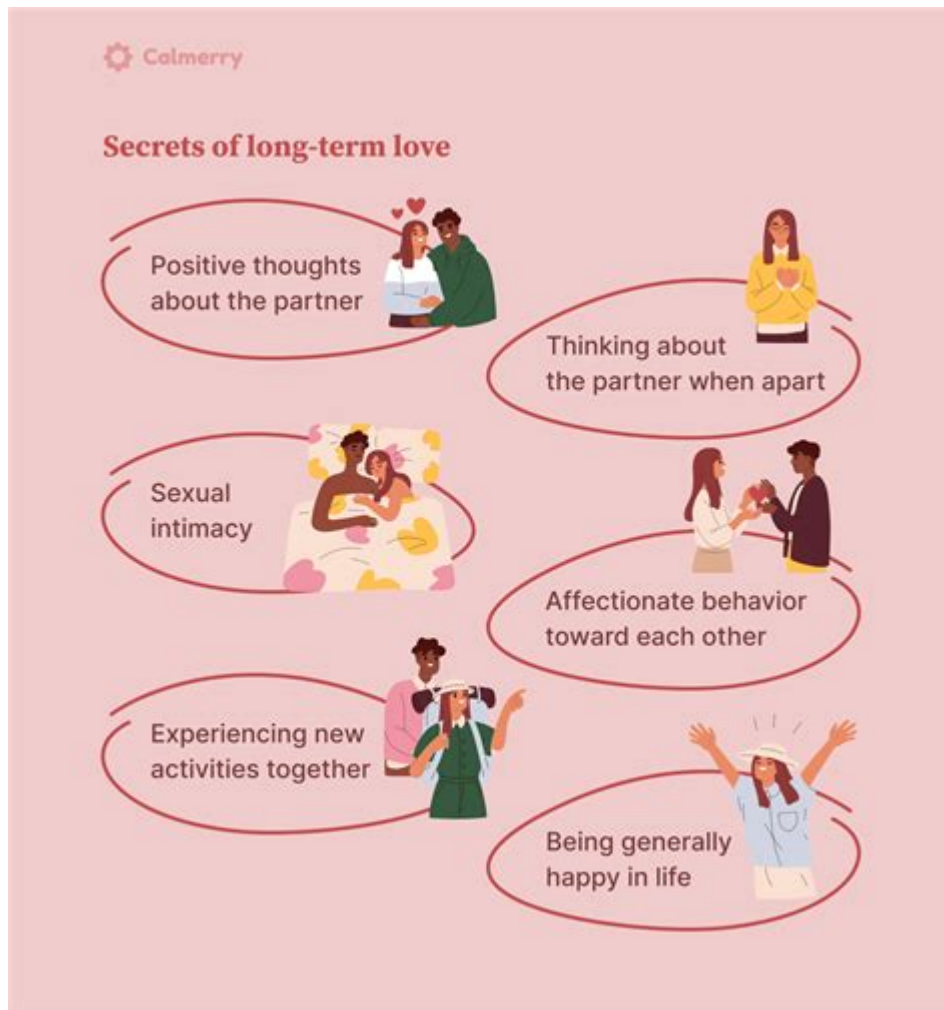 Calmerry
Secrets of long-term love
Positive thoughts
about the partner
Thinking about
the partner when apart
Sexual
intimacy
Affectionate behavior
toward each other
Experiencing new
activities together
Being generally
happy in life